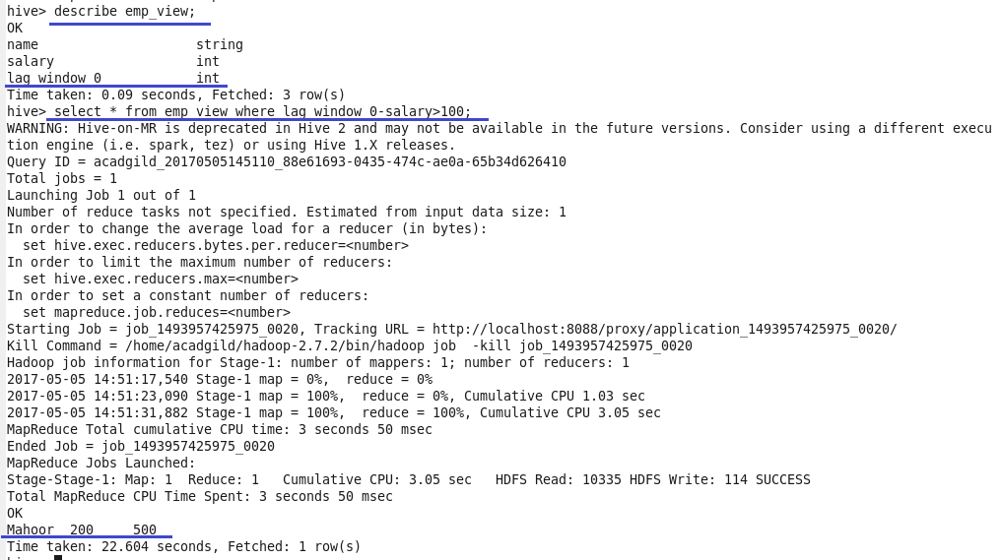 hive> describe emp_view;
OK
name                    string
salary                  int
lag_window_0            int
Time taken: 0.09 seconds, Fetched: 3 row(s)
hive> select * from emp_view where lag_window_0-salary>100;
WARNING: Hive-on-MR is deprecated in Hive 2 and may not be available in the future versions. Consider using a different execu
tion engine (i.e. spark, tez) or using Hive 1.X releases.
Query ID = acadgild_20170505145110_88e61693-0435-474c-ae0a-65b34d626410
Total jobs = 1
Launching Job 1 out of 1
Number of reduce tasks not specified. Estimated from input data size: 1
In order to change the average load for a reducer (in bytes):
  set hive.exec.reducers.bytes.per.reducer=<number>
In order to limit the maximum number of reducers:
  set hive.exec.reducers.max=<number>
In order to set a constant number of reducers:
  set mapreduce.job.reduces=<number>
Starting Job = job_1493957425975_0020, Tracking URL = http://localhost:8088/proxy/application_1493957425975_0020/
Kill Command = /home/acadgild/hadoop-2.7.2/bin/hadoop job  -kill job_1493957425975_0020
Hadoop job information for Stage-1: number of mappers: 1; number of reducers: 1
2017-05-05 14:51:17,540 Stage-1 map = 0%,  reduce = 0%
2017-05-05 14:51:23,090 Stage-1 map = 100%,  reduce = 0%, Cumulative CPU 1.03 sec
2017-05-05 14:51:31,882 Stage-1 map = 100%,  reduce = 100%, Cumulative CPU 3.05 sec
MapReduce Total cumulative CPU time: 3 seconds 50 msec
Ended Job = job_1493957425975_0020
MapReduce Jobs Launched:
Stage-Stage-1: Map: 1  Reduce: 1   Cumulative CPU: 3.05 sec   HDFS Read: 10335 HDFS Write: 114 SUCCESS
Total MapReduce CPU Time Spent: 3 seconds 50 msec
OK
Mahoor  200     500
Time taken: 22.604 seconds, Fetched: 1 row(s)